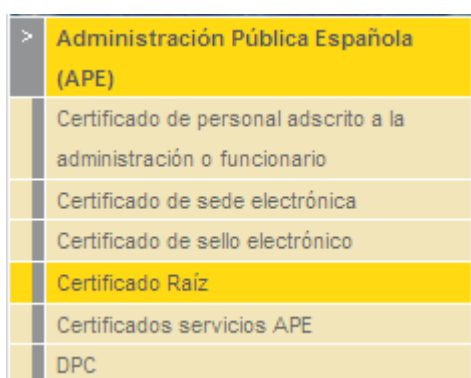 > Administración Pública Española
(APE)
Certificado de personal adscrito a la
administración o funcionario
Certificado de sede electrónica
Certificado de sello electrónico
Certificado Raíz
Certificados servicios APE
DPC